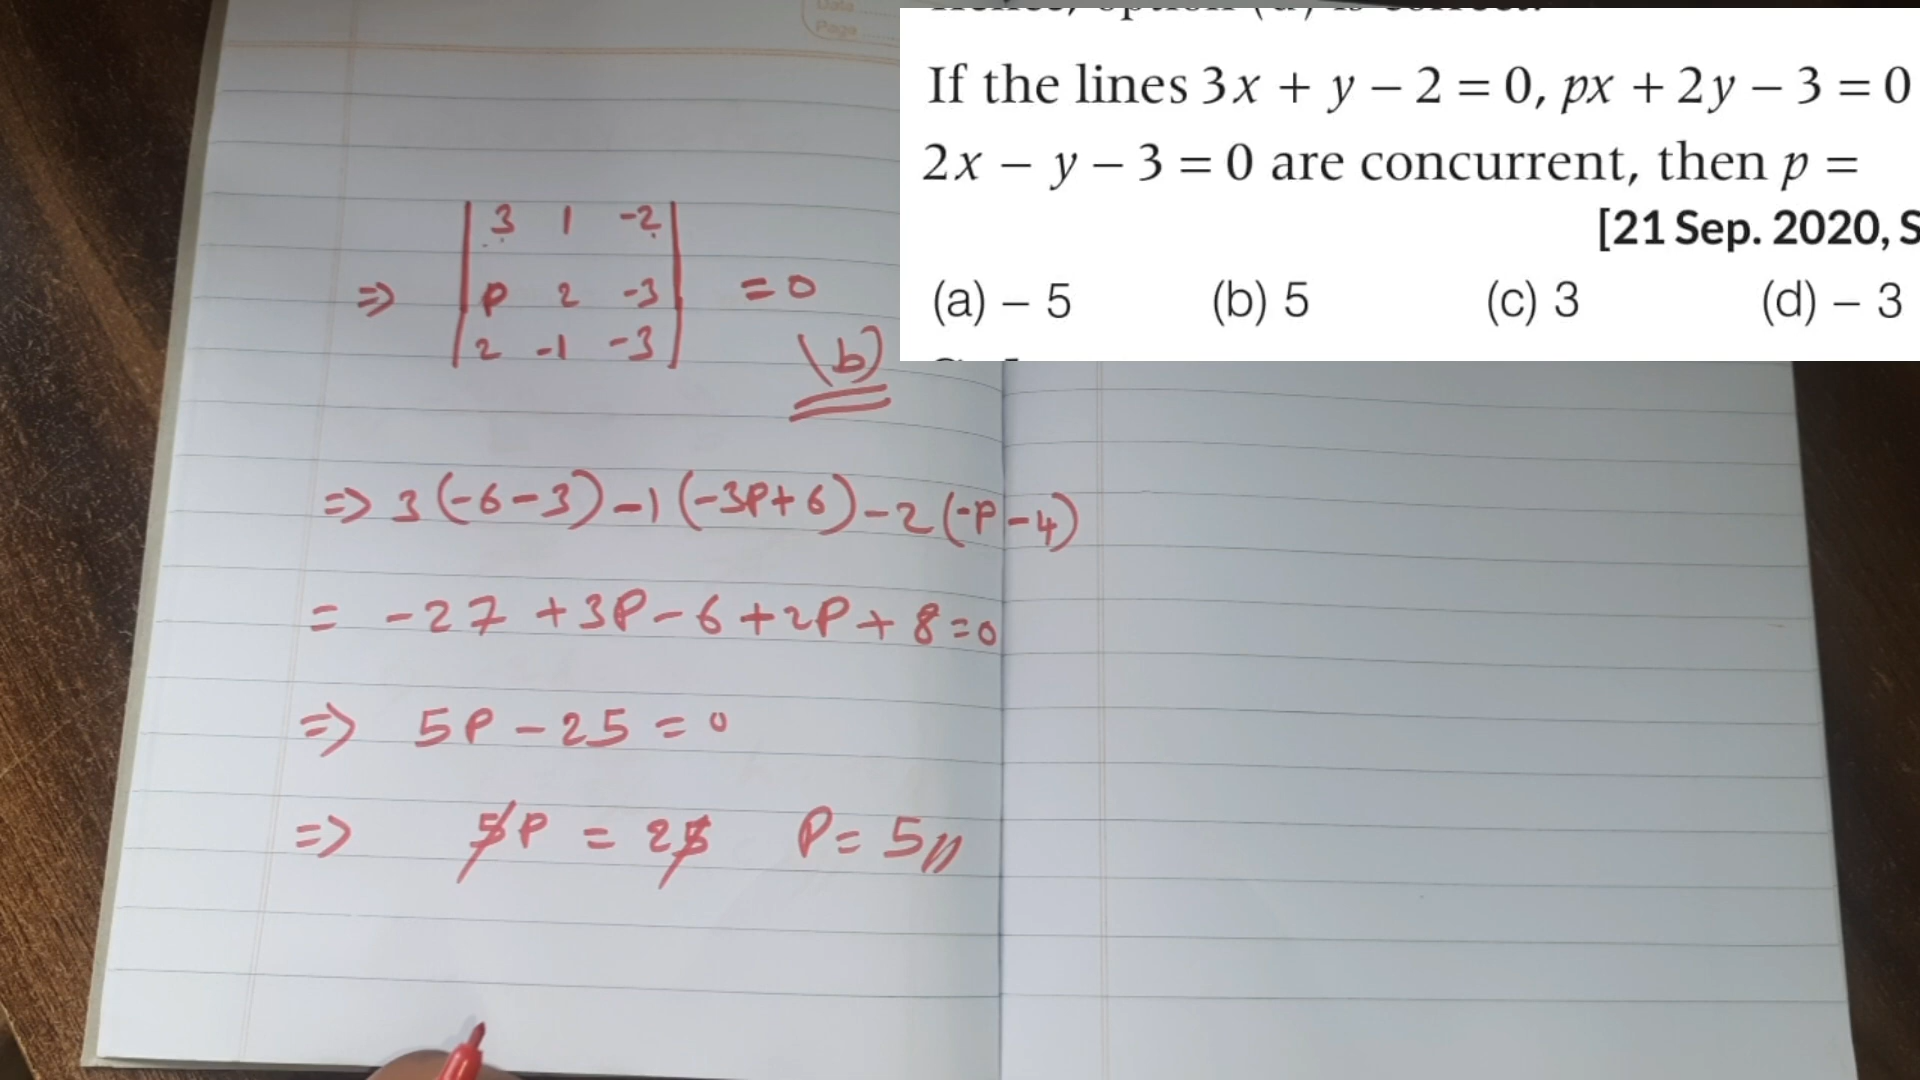 Data
Page
If the lines 3x + y – 2 = 0, px + 2y – 3 = 0
2x – y – 3 = 0 are concurrent, then p =
[21 Sep. 2020, S
(a) – 5 (b) 5 (c) 3 (d) – 3
3 1 -2
=> p 2 -3 = 0
2 -1 -3
(b)
=> 3(-6-3)-1(-3P+6)-2(-P-4)
= -27 +3P-6+2P+8=0
=> 5P-25=0
=> 5P = 25 P= 5